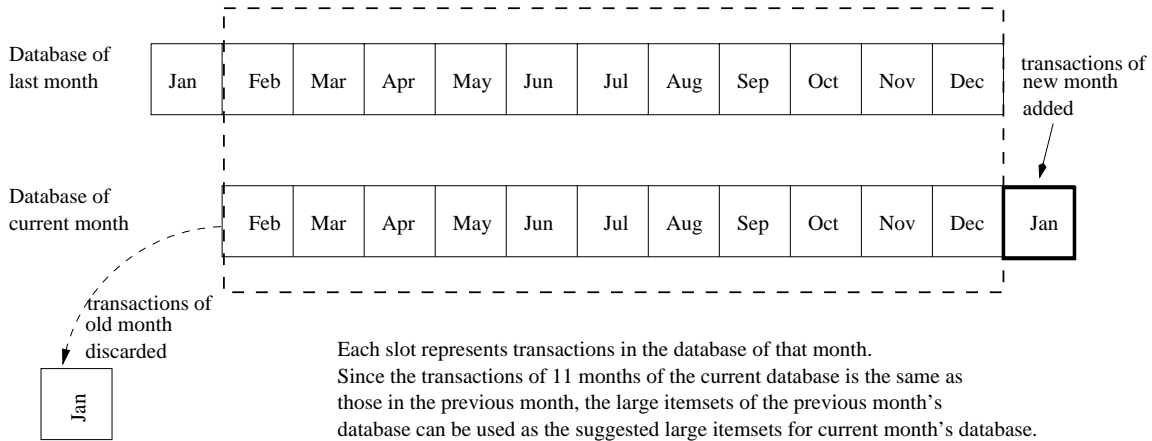 Database of
last month
Jan Feb Mar Apr May Jun Jul Aug Sep Oct Nov Dec
transactions of
new month
added
Database of
current month
Feb Mar Apr May Jun Jul Aug Sep Oct Nov Dec Jan
transactions of
old month
discarded
Jan
Each slot represents transactions in the database of that month.
Since the transactions of 11 months of the current database is the same as
those in the previous month, the large itemsets of the previous month's
database can be used as the suggested large itemsets for current month's database.